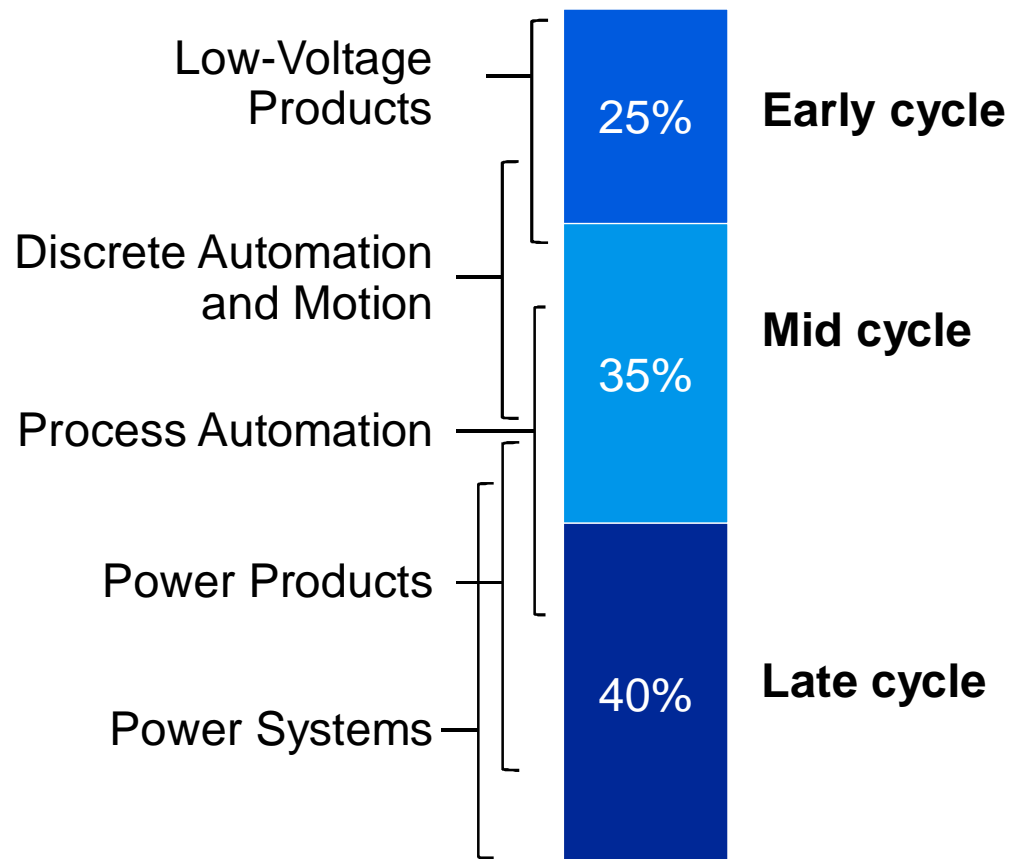 Low-Voltage
Products
25%
Early cycle
Discrete Automation
and Motion
Mid cycle
35%
Process Automation
Power Products
40%
Late cycle
Power Systems